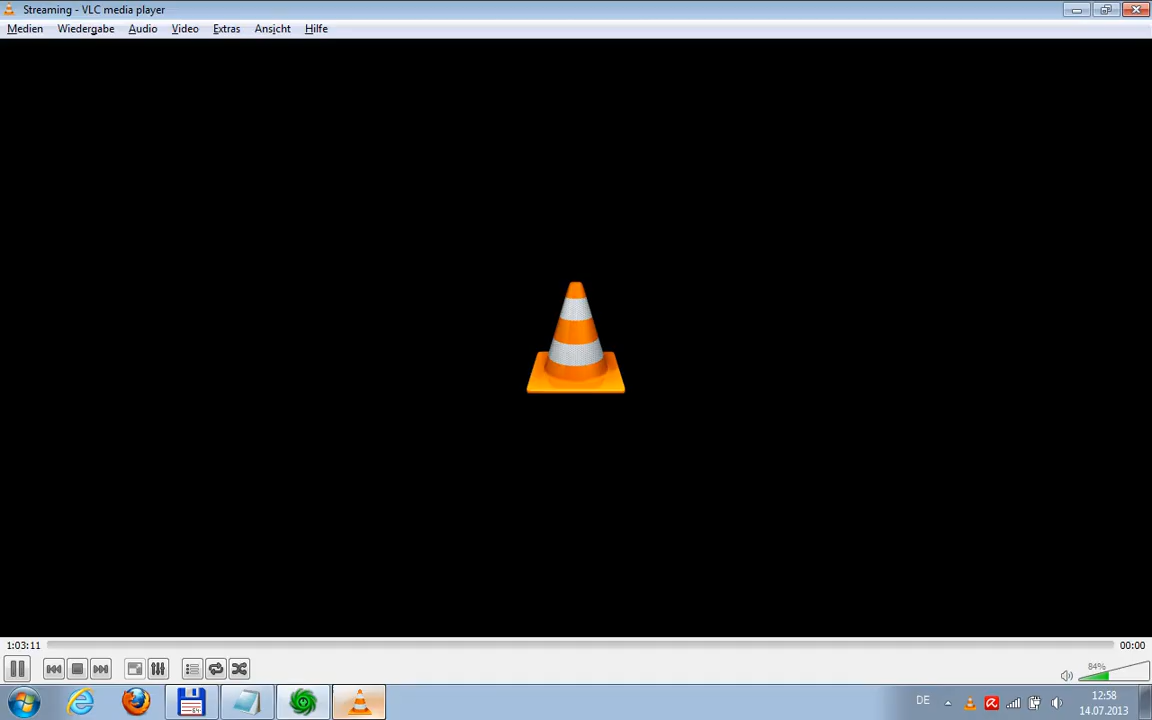 Streaming - VLC media player
Medien Wiedergabe Audio Video Extras Ansicht Hilfe
1:03:11 00:00
84%
DE
12:58
14.07.2013